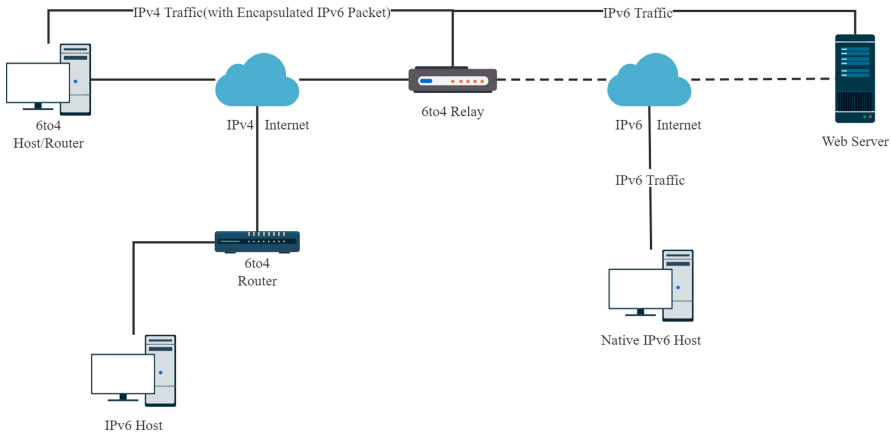 IPv4 Traffic(with Encapsulated IPv6 Packet)
IPv6 Traffic
6to4
Host/Router
IPv4 Internet
6to4 Relay
IPv6 Internet
Web Server
IPv6 Traffic
6to4
Router
Native IPv6 Host
IPv6 Host